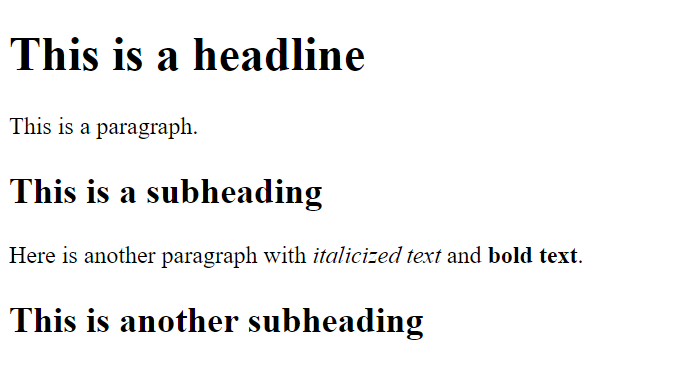 This is a headline
This is a paragraph.
This is a subheading
Here is another paragraph with italicized text and bold text.
This is another subheading